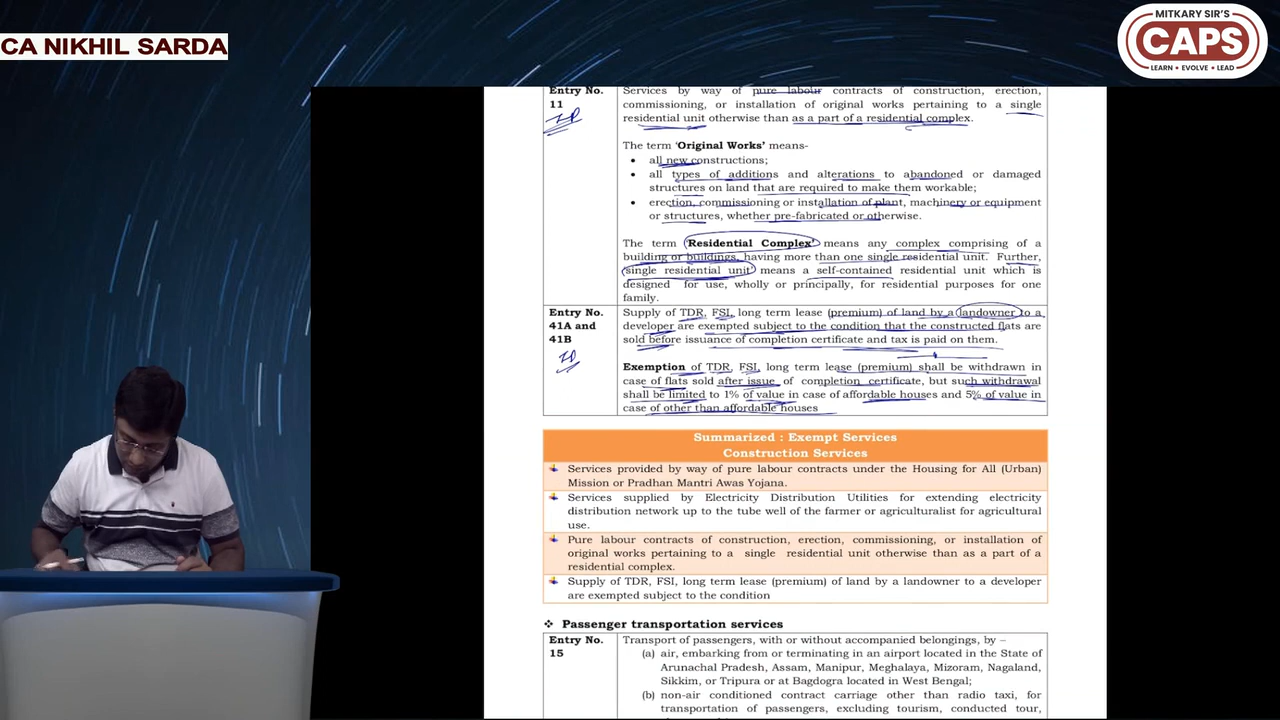 CA NIKHIL SARDA
MITKARY SIR'S
CAPS
LEARN • EVOLVE • LEAD
Entry No.
11
Services by way of pure labour contracts of construction, erection,
commissioning, or installation of original works pertaining to a single
residential unit otherwise than as a part of a residential complex.
The term ‘Original Works’ means-
• all new constructions;
• all types of additions and alterations to abandoned or damaged
structures on land that are required to make them workable;
• erection, commissioning or installation of plant, machinery or equipment
or structures, whether pre-fabricated or otherwise.
The term ‘Residential Complex’ means any complex comprising of a
building or buildings, having more than one single residential unit. Further,
‘single residential unit’ means a self-contained residential unit which is
designed for use, wholly or principally, for residential purposes for one
family.
Entry No.
41A and
41B
Supply of TDR, FSI, long term lease (premium) of land by a landowner to a
developer are exempted subject to the condition that the constructed flats are
sold before issuance of completion certificate and tax is paid on them.
Exemption of TDR, FSI, long term lease (premium) shall be withdrawn in
case of flats sold after issue of completion certificate, but such withdrawal
shall be limited to 1% of value in case of affordable houses and 5% of value in
case of other than affordable houses
Summarized : Exempt Services
Construction Services
Services provided by way of pure labour contracts under the Housing for All (Urban)
Mission or Pradhan Mantri Awas Yojana.
Services supplied by Electricity Distribution Utilities for extending electricity
distribution network up to the tube well of the farmer or agriculturalist for agricultural
use.
Pure labour contracts of construction, erection, commissioning, or installation of
original works pertaining to a single residential unit otherwise than as a part of a
residential complex.
Supply of TDR, FSI, long term lease (premium) of land by a landowner to a developer
are exempted subject to the condition
❖ Passenger transportation services
Entry No.
15
Transport of passengers, with or without accompanied belongings, by –
(a) air, embarking from or terminating in an airport located in the State of
Arunachal Pradesh, Assam, Manipur, Meghalaya, Mizoram, Nagaland,
Sikkim, or Tripura or at Bagdogra located in West Bengal;
(b) non-air conditioned contract carriage other than radio taxi, for
transportation of passengers, excluding tourism, conducted tour,